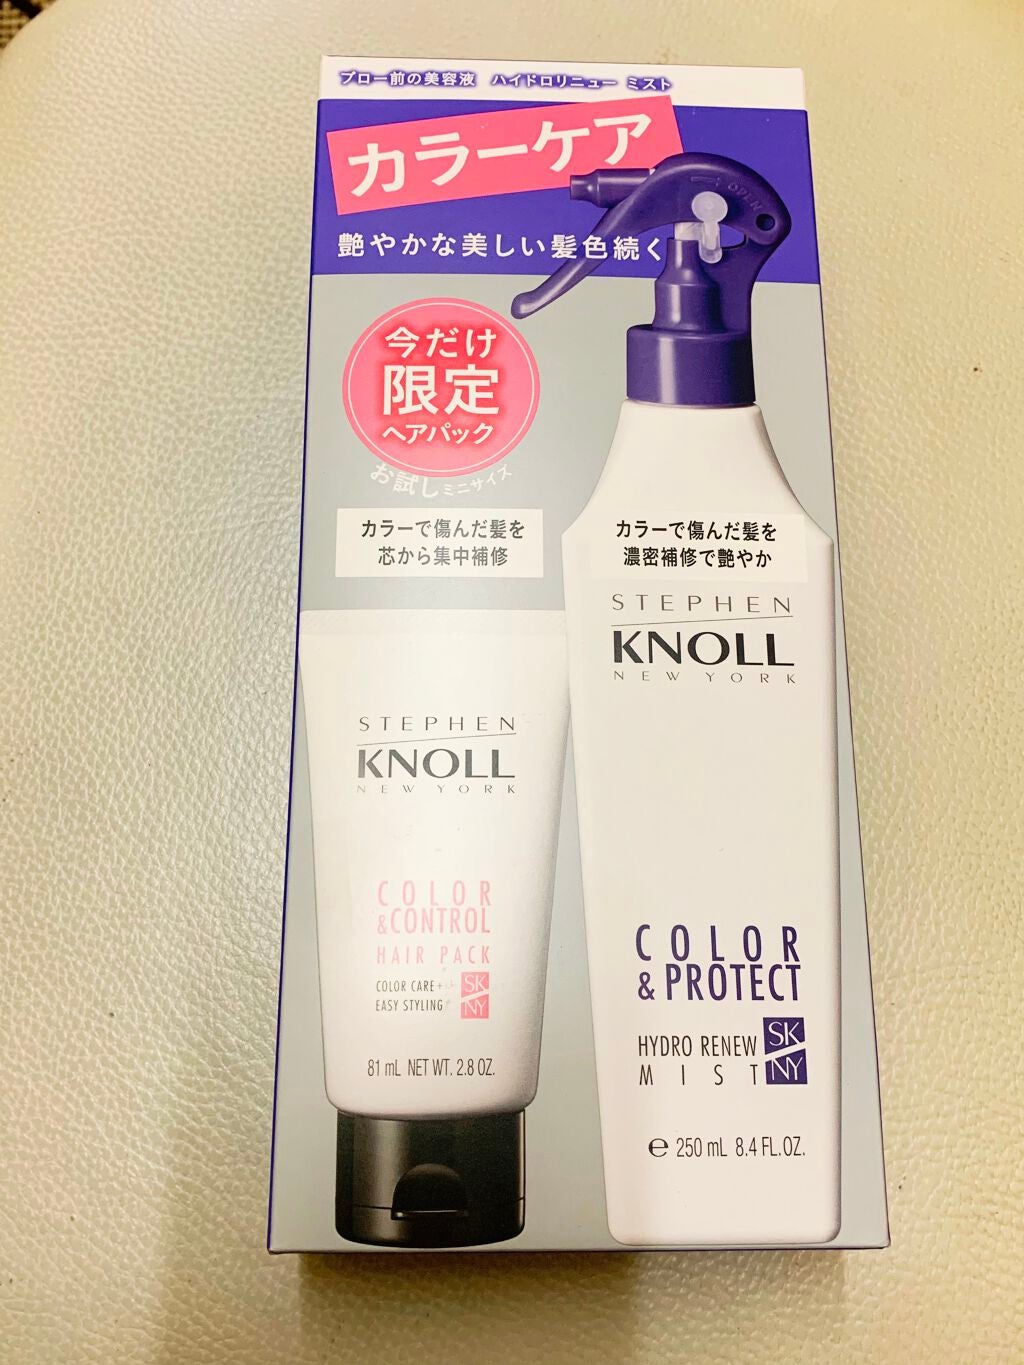 ブロー前の美容液 ハイドロリニュー ミスト
カラーケア
艶やかな美しい髪色続く
OPEN
今だけ
限定
ヘアパック
お試しミニサイズ
カラーで傷んだ髪を
芯から集中補修
カラーで傷んだ髪を
濃密補修で艶やか
STEPHEN
KNOLL
NEW YORK
COLOR
& PROTECT
HYDRO RENEW
MIST
SK
NY
℮ 250 mL 8.4 FL.OZ.
STEPHEN
KNOLL
NEW YORK
COLOR
&CONTROL
HAIR PACK
COLOR CARE+
EASY STYLING+
SK
NY
81 mL NET WT. 2.8 OZ.